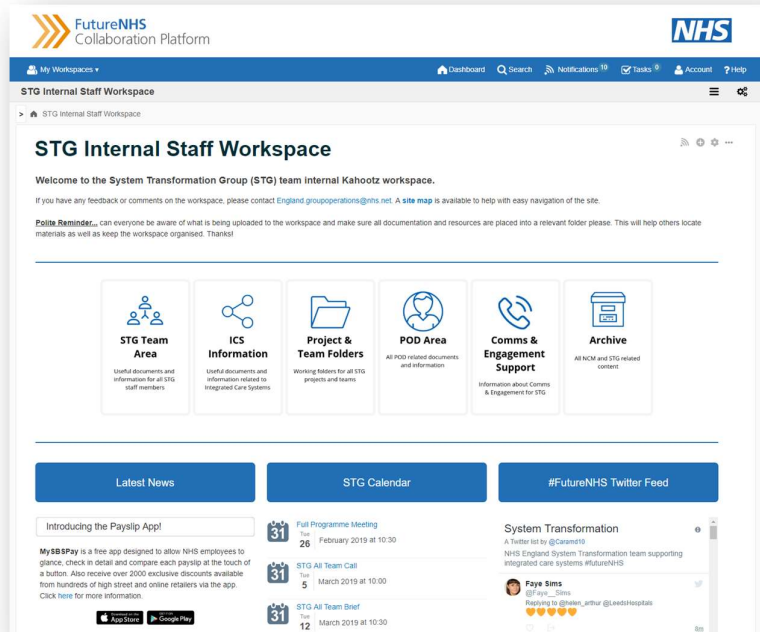 FutureNHS
Collaboration Platform
NHS
My Workspaces ▾
Dashboard
Search
Notifications 10
Tasks 0
Account
? Help
STG Internal Staff Workspace
> STG Internal Staff Workspace
STG Internal Staff Workspace
Welcome to the System Transformation Group (STG) team internal Kahootz workspace.
If you have any feedback or comments on the workspace, please contact England.groupoperations@nhs.net. A site map is available to help with easy navigation of the site.
Polite Reminder... can everyone be aware of what is being uploaded to the workspace and make sure all documentation and resources are placed into a relevant folder please. This will help others locate
materials as well as keep the workspace organised. Thanks!
STG Team
Area
Useful documents and
information for all STG
staff members
ICS
Information
Useful documents and
information related to
Integrated Care Systems
Project &
Team Folders
Working folders for all STG
projects and teams
POD Area
All POD related documents
and information
Comms &
Engagement
Support
Information about Comms
& Engagement for STG
Archive
All NCM and STG related
content
Latest News
STG Calendar
#FutureNHS Twitter Feed
Introducing the Payslip App!
MySBSPay is a free app designed to allow NHS employees to
glance, check in detail and compare each payslip at the touch of
a button. Also receive over 2000 exclusive discounts available
from hundreds of high street and online retailers via the app.
Click here for more information.
Download on the
App Store
GET IT ON
Google Play
31
Full Programme Meeting
Tue
26
February 2019 at 10:30
31
STG All Team Call
Tue
5
March 2019 at 10:00
31
STG All Team Brief
Tue
12
March 2019 at 10:30
System Transformation
A Twitter list by @Caramd10
NHS England System Transformation team supporting
integrated care systems #futureNHS
Faye Sims
@Faye__Sims
Replying to @helen_arthur @LeedsHospitals
8m